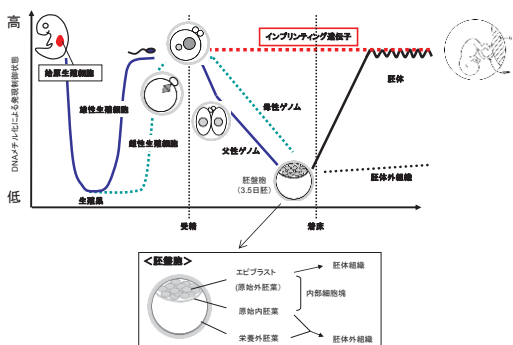 高
インプリンティング遺伝子
始原生殖細胞
胚体
DNAメチル化による発現制御状態
雄性生殖細胞
母性ゲノム
雌性生殖細胞
父性ゲノム
胚体外組織
胚盤胞
(3.5日胚)
低
生殖巣
受精
着床
＜胚盤胞＞
エピブラスト
(原始外胚葉)
胚体組織
内部細胞塊
原始内胚葉
栄養外胚葉
胚体外組織